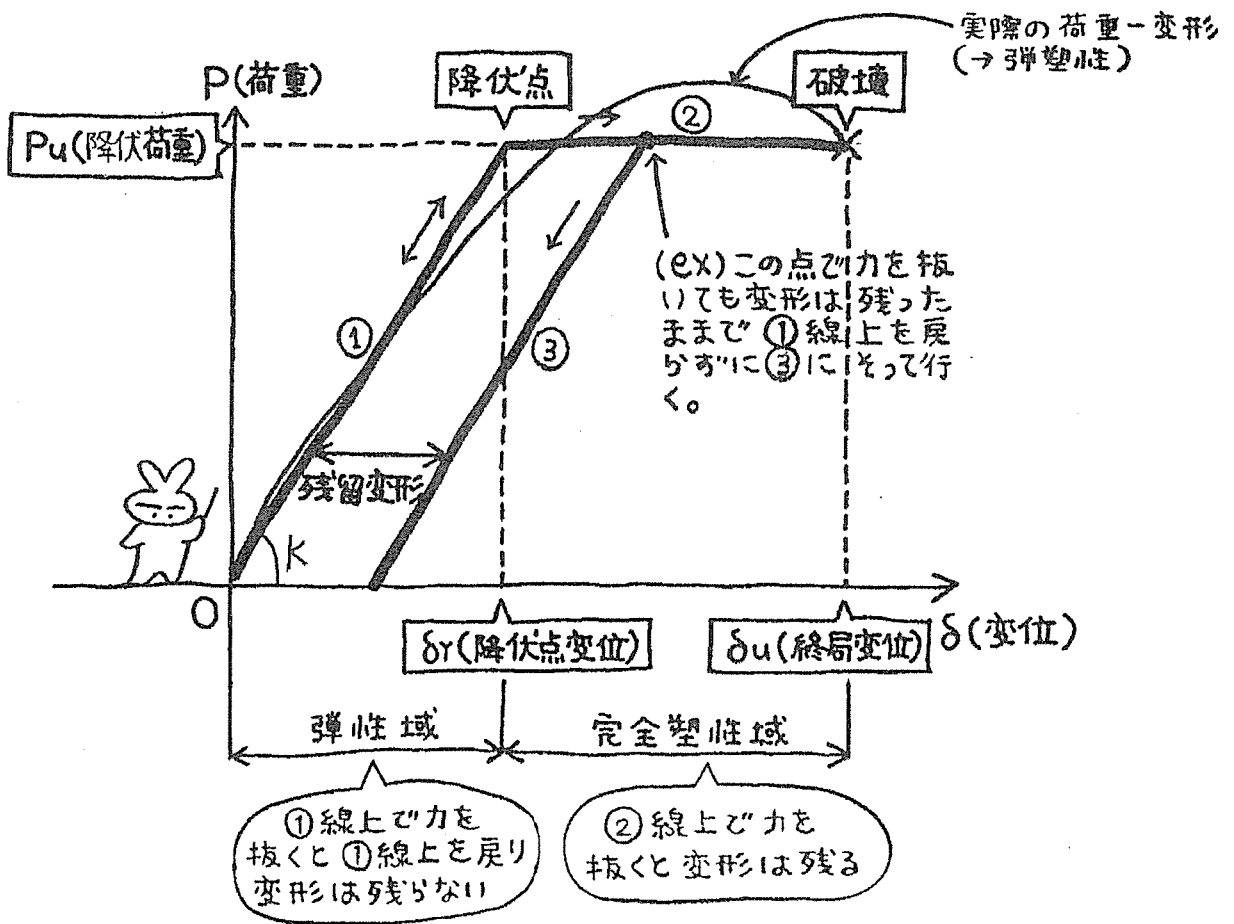 実際の荷重ー変形
(→弾塑性)
P(荷重)
降伏点
破壊
Pu(降伏荷重)
②
①
③
(ex)この点で力を抜
いても変形は残った
ままで①線上を戻
らずに③にそって行
く。
残留変形
K
O
δY(降伏点変位)
δu(終局変位)
δ(変位)
弾性域
完全塑性域
①線上で力を
抜くと①線上を戻り
変形は残らない
②線上で力を
抜くと変形は残る